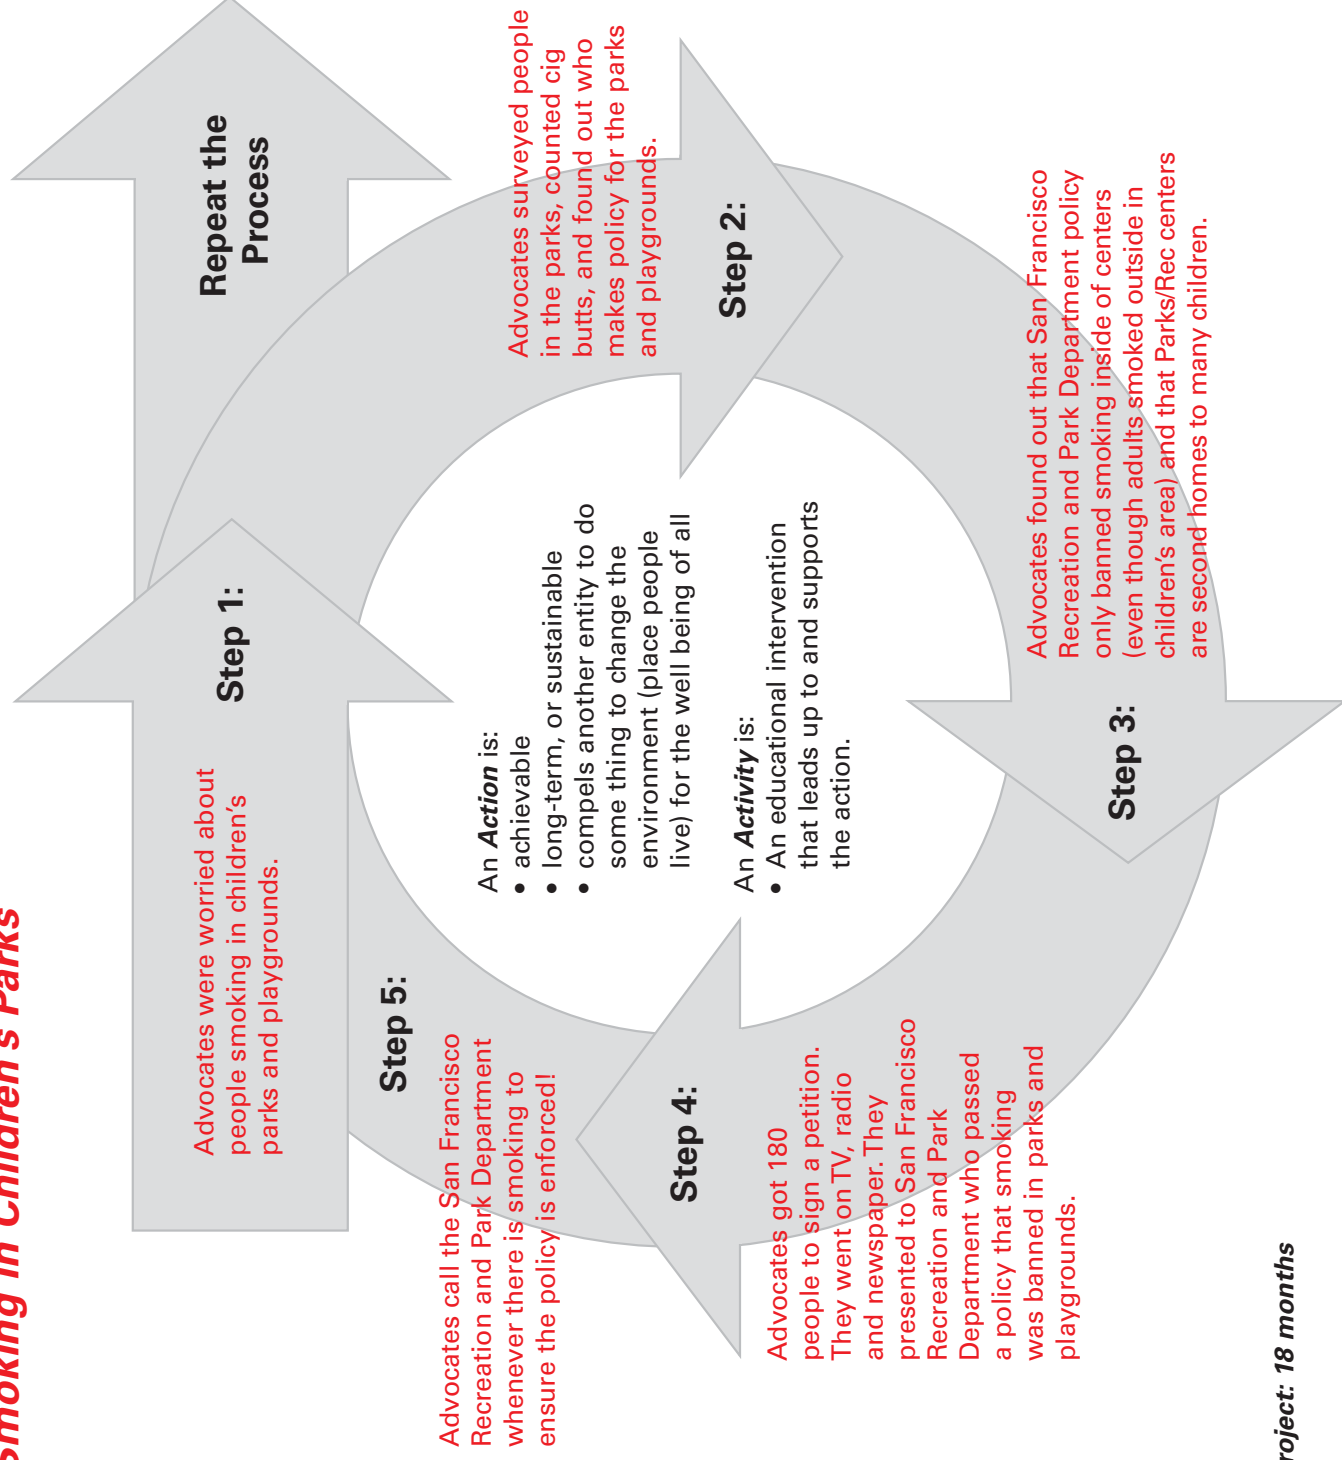 Smoking in Children's Parks
Advocates were worried about
people smoking in children's
parks and playgrounds.
Step 1:
Repeat the
Process
Advocates surveyed people
in the parks, counted cig
butts, and found out who
makes policy for the parks
and playgrounds.
Step 2:
Advocates found out that San Francisco
Recreation and Park Department policy
only banned smoking inside of centers
(even though adults smoked outside in
children's area) and that Parks/Rec centers
are second homes to many children.
Step 3:
Step 4:
Advocates got 180
people to sign a petition.
They went on TV, radio
and newspaper. They
presented to San Francisco
Recreation and Park
Department who passed
a policy that smoking
was banned in parks and
playgrounds.
Step 5:
Advocates call the San Francisco
Recreation and Park Department
whenever there is smoking to
ensure the policy is enforced!
An Action is:
• achievable
• long-term, or sustainable
• compels another entity to do
some thing to change the
environment (place people
live) for the well being of all
An Activity is:
• An educational intervention
that leads up to and supports
the action.
roject: 18 months